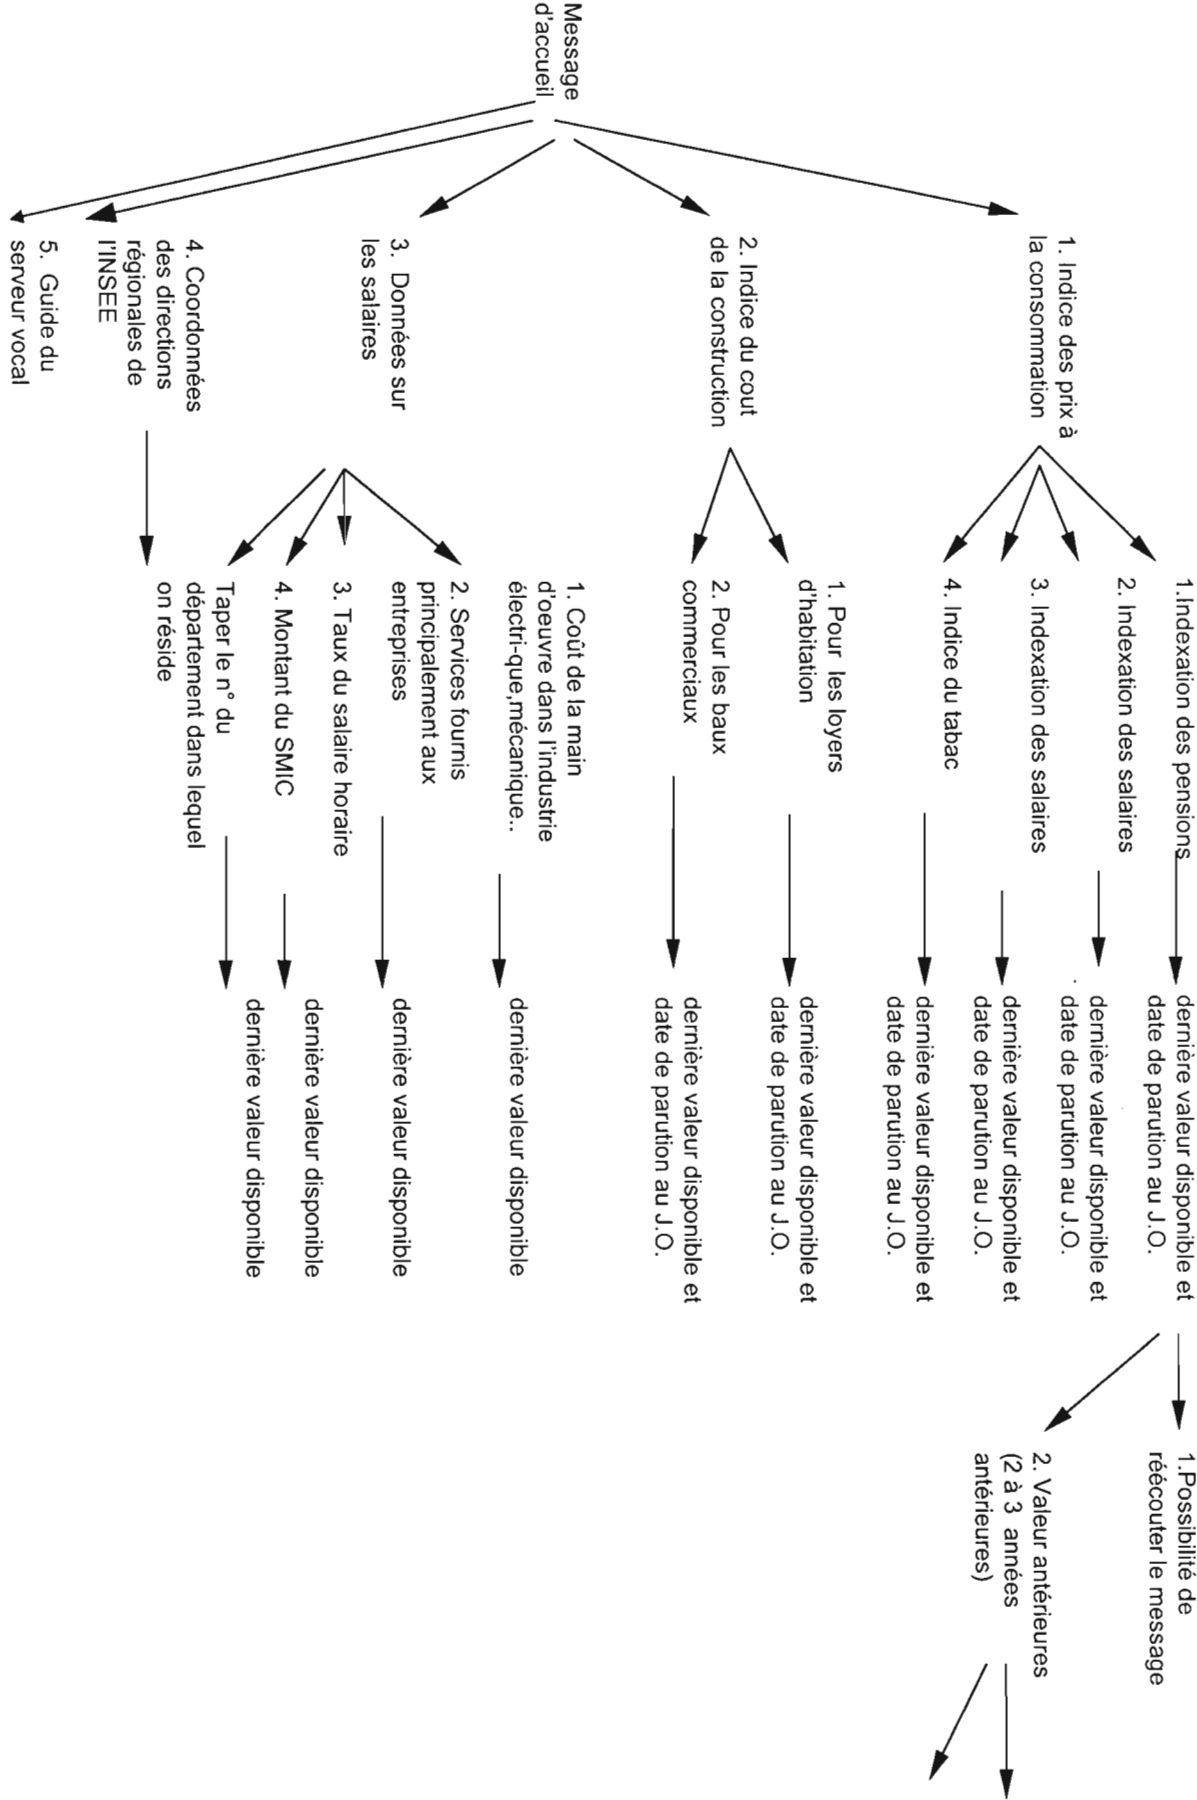 Message
d'accueil
1. Indice des prix à
la consommation
2. Indice du cout
de la construction
3. Données sur
les salaires
4. Coordonnées
des directions
régionales de
l'INSEE
5. Guide du
serveur vocal
1.Indexation des pensions
2. Indexation des salaires
3. Indexation des salaires
4. Indice du tabac
1. Pour les loyers
d'habitation
2. Pour les baux
commerciaux
1. Coût de la main
d'oeuvre dans l'industrie
électri-que,mécanique..
2. Services fournis
principalement aux
entreprises
3. Taux du salaire horaire
4. Montant du SMIC
Taper le n° du
département dans lequel
on réside
dernière valeur disponible et
date de parution au J.O.
dernière valeur disponible et
date de parution au J.O.
dernière valeur disponible et
date de parution au J.O.
dernière valeur disponible et
date de parution au J.O.
dernière valeur disponible et
date de parution au J.O.
dernière valeur disponible et
date de parution au J.O.
dernière valeur disponible
dernière valeur disponible
dernière valeur disponible
dernière valeur disponible
1.Possibilité de
réécouter le message
2. Valeur antérieures
(2 à 3 années
antérieures)